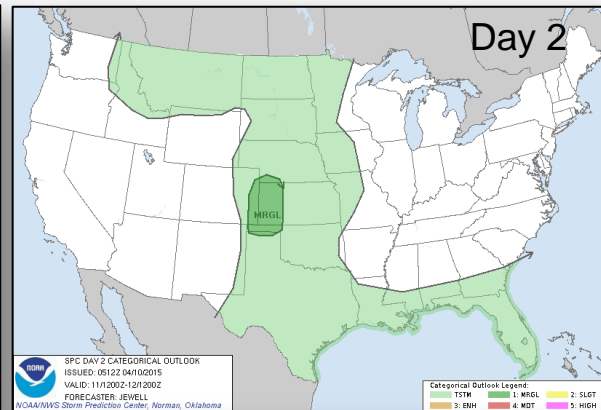 Day 2
MRGL
NOAA
SPC DAY 2 CATEGORICAL OUTLOOK
ISSUED: 0512Z 04/10/2015
VALID: 11/1200Z-12/1200Z
FORECASTER: JEWELL
NOAA/NWS Storm Prediction Center, Norman, Oklahoma
Categorical Outlook Legend:
TSTM 1: MRGL 2: SLGT
3: ENH 4: MDT 5: HIGH